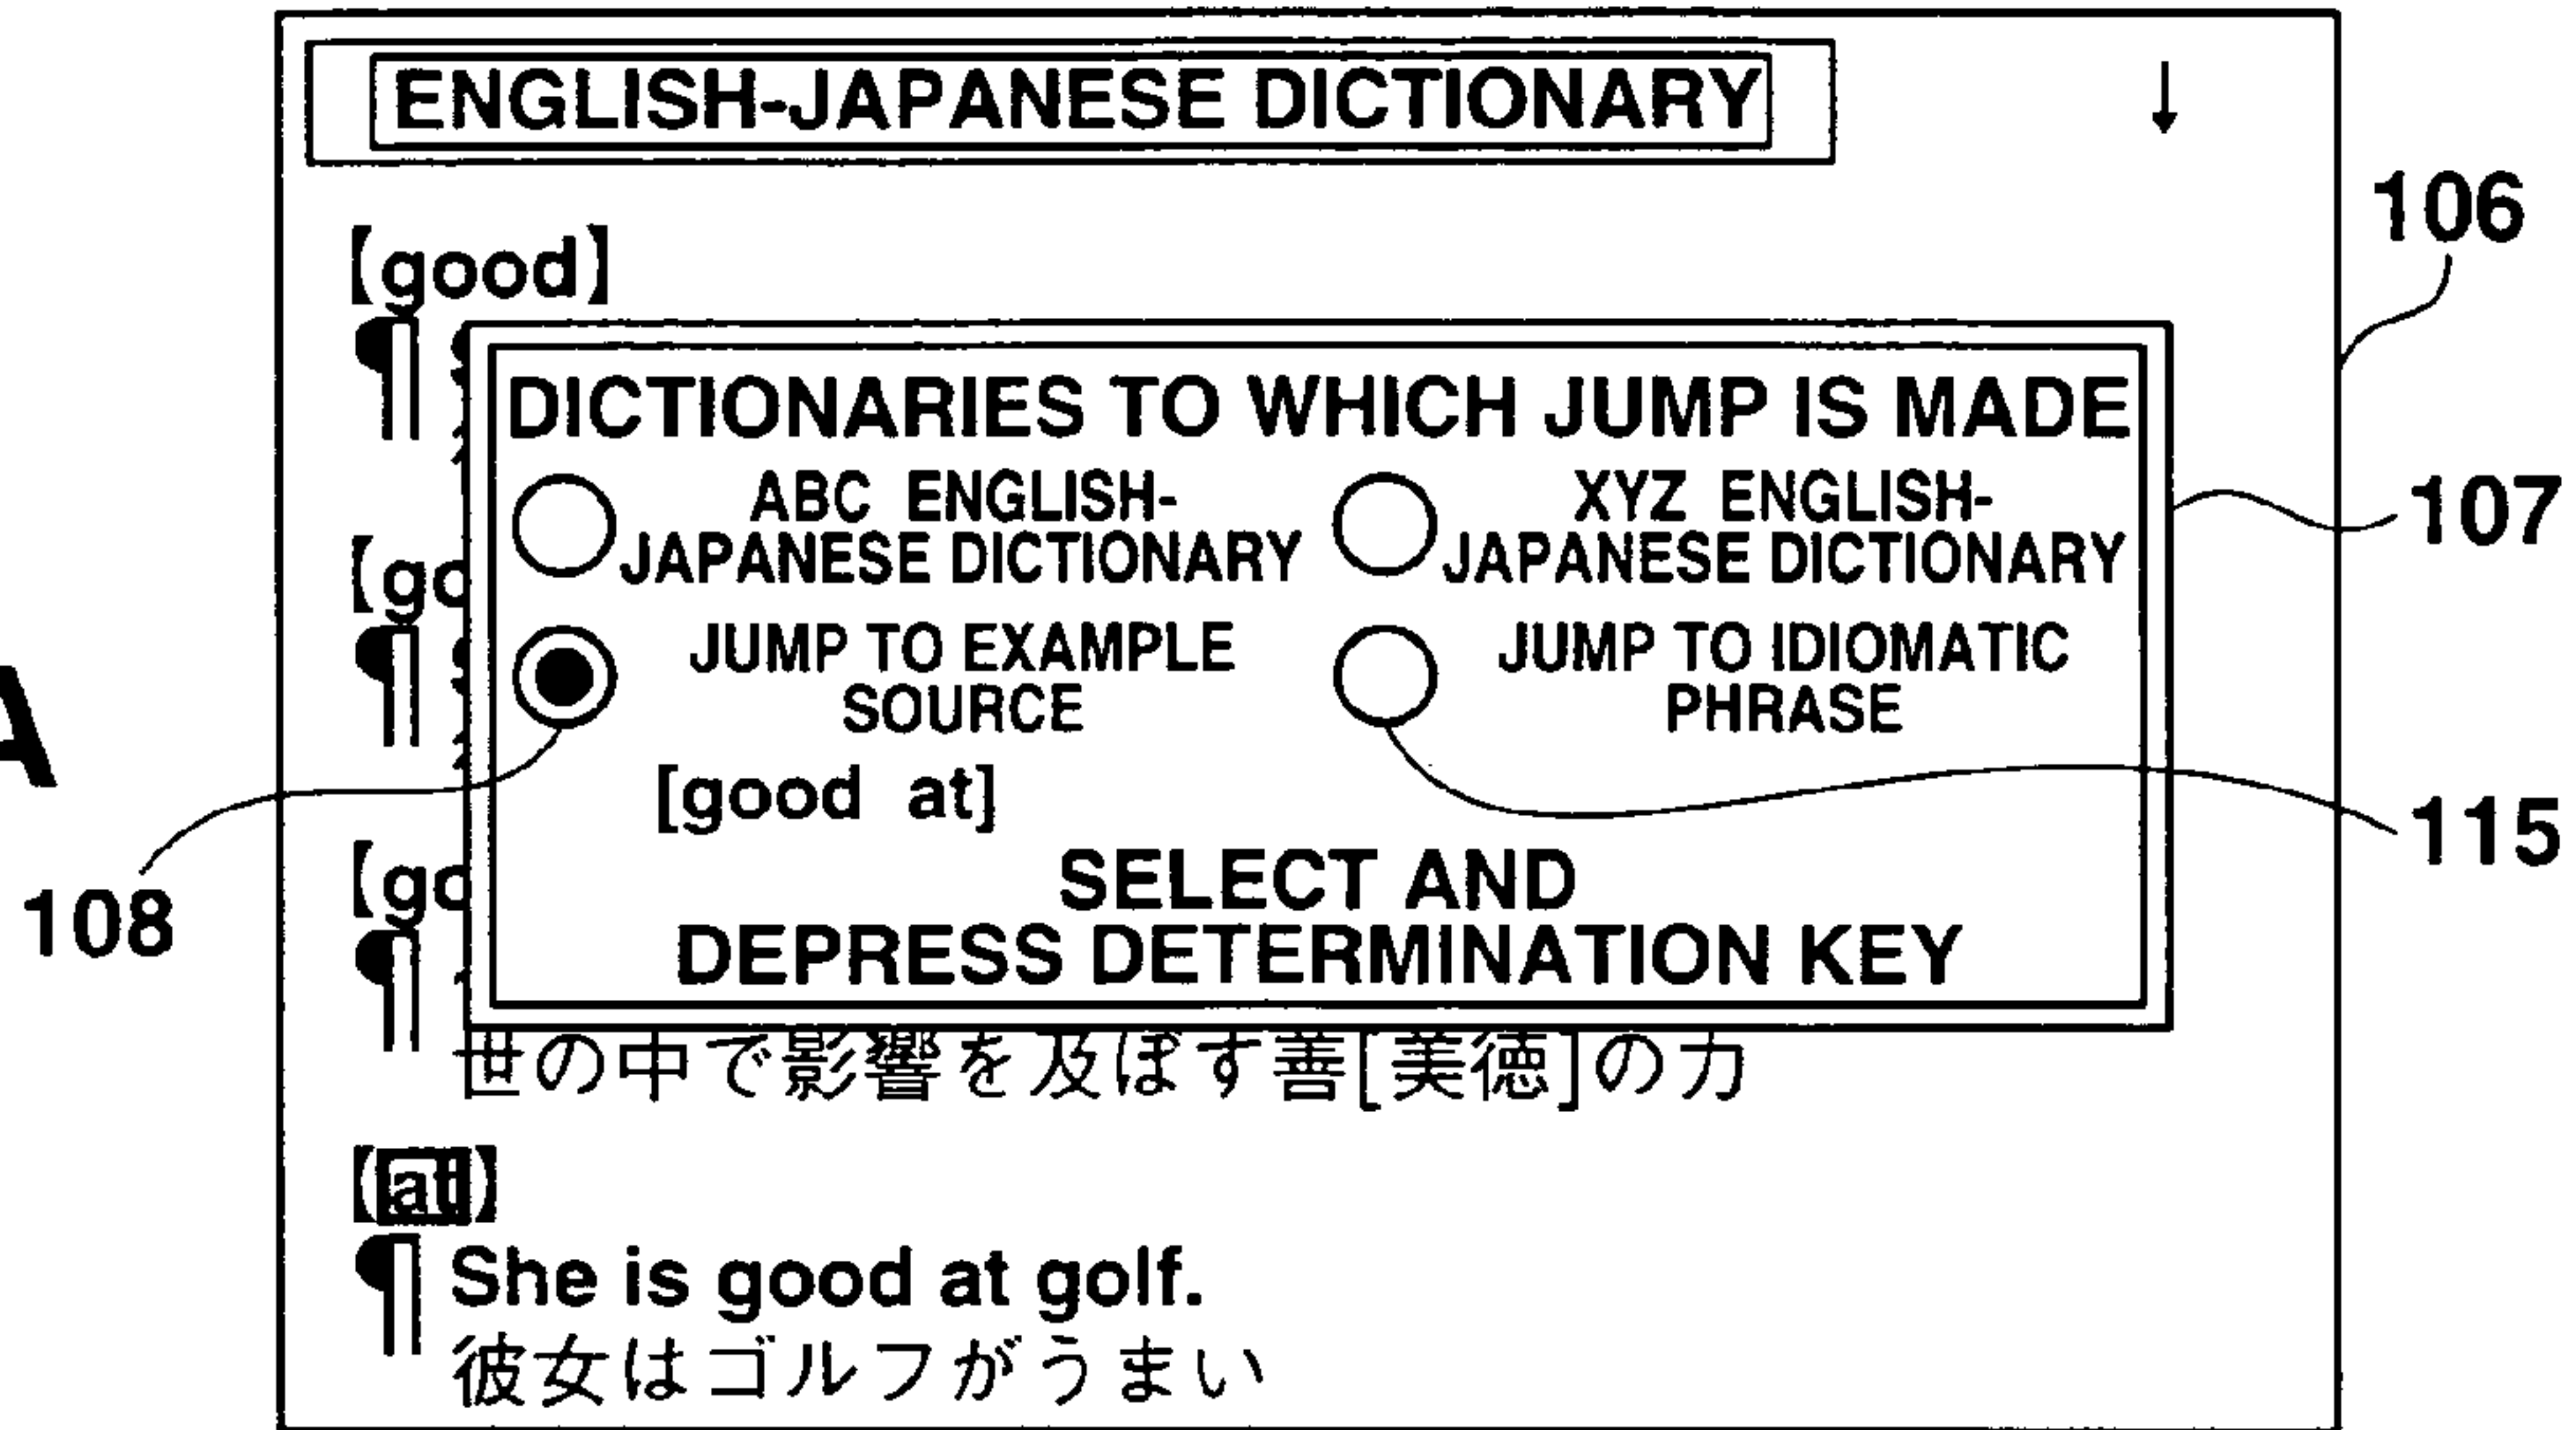 ENGLISH-JAPANESE DICTIONARY ↓
106
【good】
¶
DICTIONARIES TO WHICH JUMP IS MADE
ABC ENGLISH-
JAPANESE DICTIONARY
XYZ ENGLISH-
JAPANESE DICTIONARY
107
【go
¶
JUMP TO EXAMPLE
SOURCE
JUMP TO IDIOMATIC
PHRASE
A
[good at]
115
108
【go
¶
SELECT AND
DEPRESS DETERMINATION KEY
世の中で影響を及ぼす善[美徳]の力
【at】
¶ She is good at golf.
彼女はゴルフがうまい